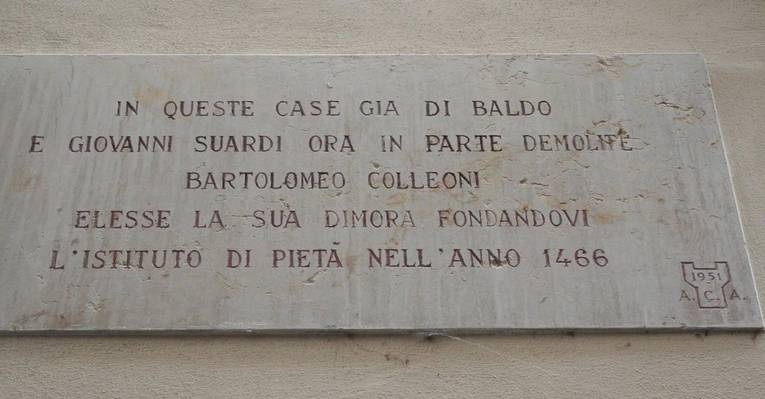 IN QUESTE CASE GIA DI BALDO
E GIOVANNI SUARDI ORA IN PARTE DEMOLITE
BARTOLOMEO COLLEONI
ELESSE LA SUA DIMORA FONDANDOVI
L'ISTITUTO DI PIETÀ NELL'ANNO 1466
1951
A. C. A.